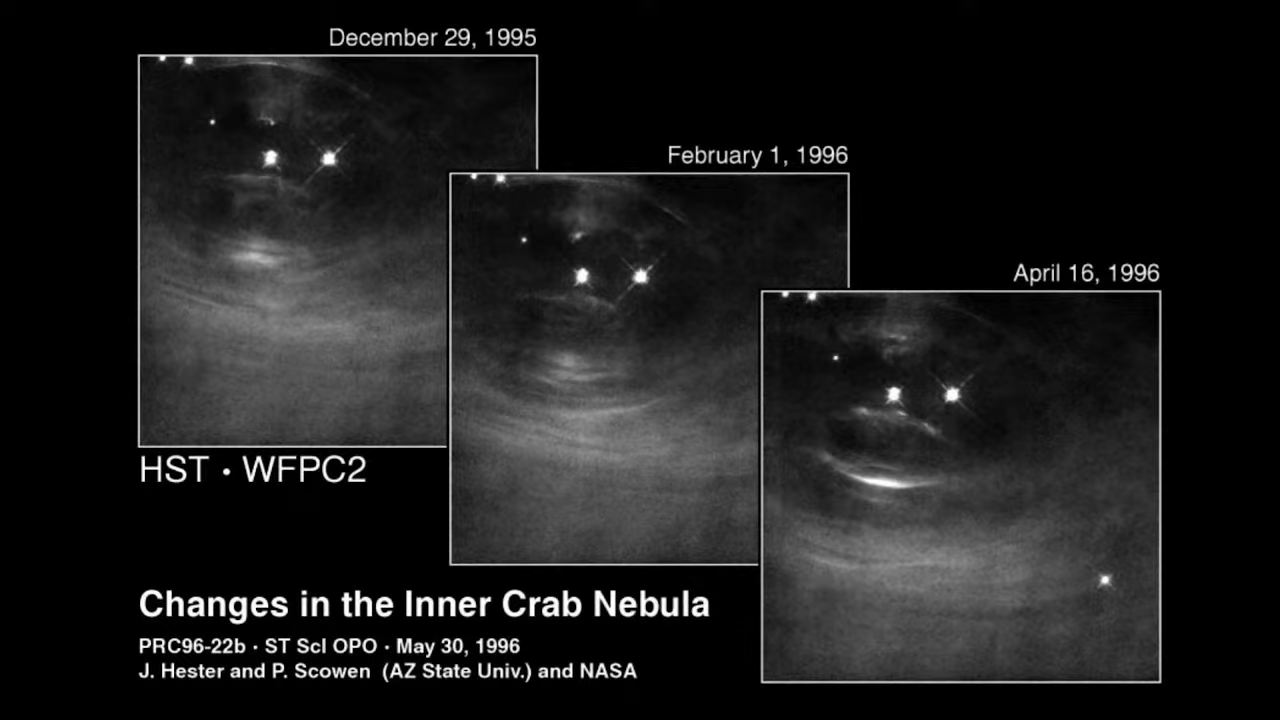 December 29, 1995
February 1, 1996
April 16, 1996
HST • WFPC2
Changes in the Inner Crab Nebula
PRC96-22b · ST ScI OPO · May 30, 1996
J. Hester and P. Scowen (AZ State Univ.) and NASA